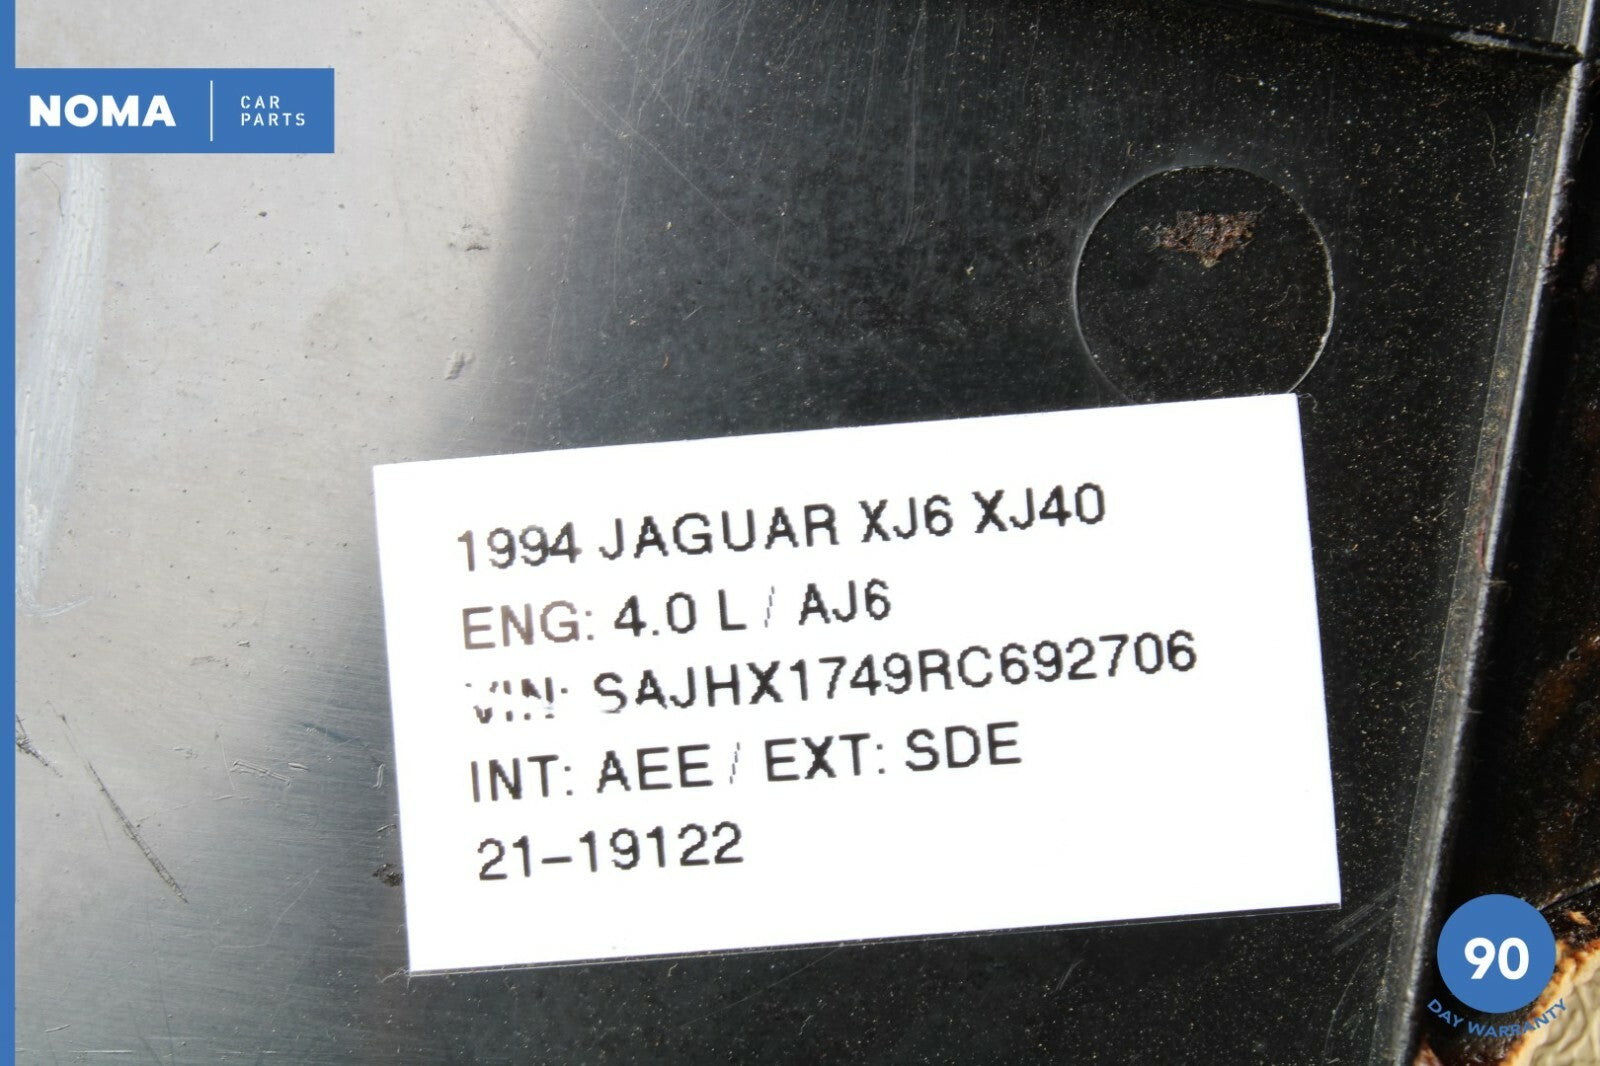 NOMA
CAR
PARTS
1994 JAGUAR XJ6 XJ40
ENG: 4.0 L / AJ6
VIN: SAJHX1749RC692706
INT: AEE / EXT: SDE
21-19122
90
DAY WARRANTY